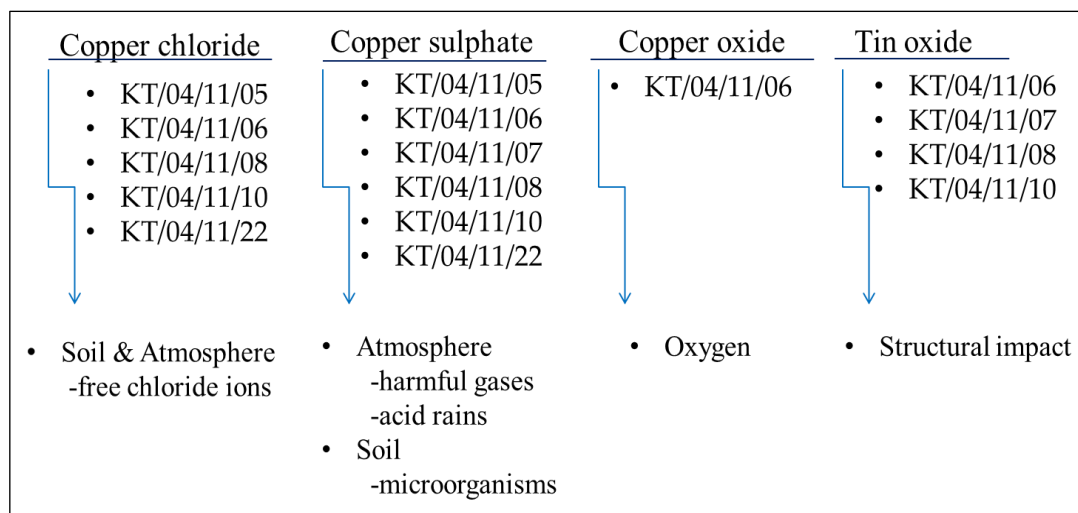 Copper chloride
• KT/04/11/05
• KT/04/11/06
• KT/04/11/08
• KT/04/11/10
• KT/04/11/22
• Soil & Atmosphere
-free chloride ions
Copper sulphate
• KT/04/11/05
• KT/04/11/06
• KT/04/11/07
• KT/04/11/08
• KT/04/11/10
• KT/04/11/22
• Atmosphere
-harmful gases
-acid rains
• Soil
-microorganisms
Copper oxide
• KT/04/11/06
• Oxygen
Tin oxide
• KT/04/11/06
• KT/04/11/07
• KT/04/11/08
• KT/04/11/10
• Structural impact